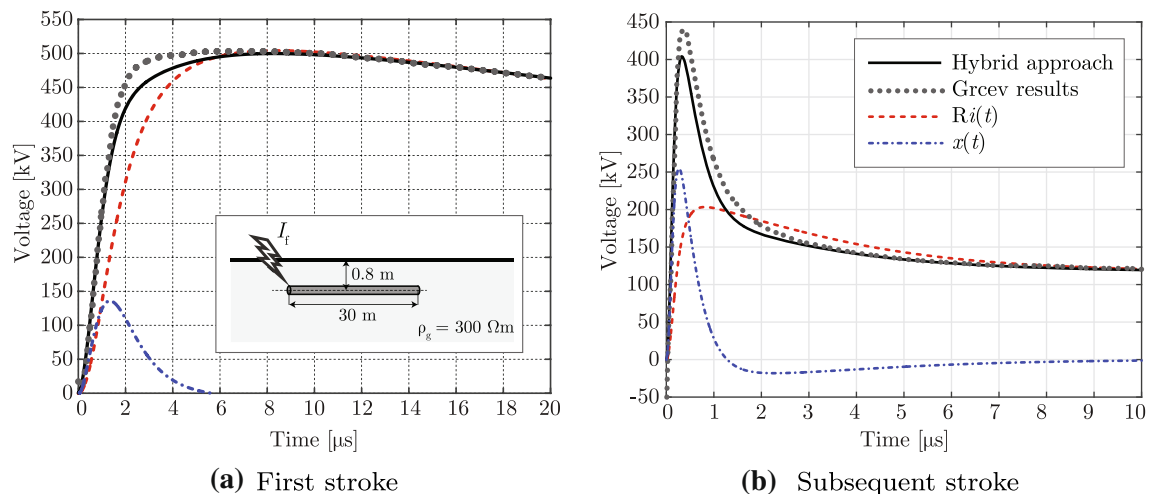 550
500
450
400
350
300
250
200
150
100
50
0
Voltage [kV]
0 2 4 6 8 10 12 14 16 18 20
Time [μs]
I_f
0.8 m
30 m
ρ_g = 300 Ωm
(a) First stroke
450
400
350
300
250
200
150
100
50
0
-50
Voltage [kV]
0 1 2 3 4 5 6 7 8 9 10
Time [μs]
Hybrid approach
Grcev results
Ri(t)
x(t)
(b) Subsequent stroke